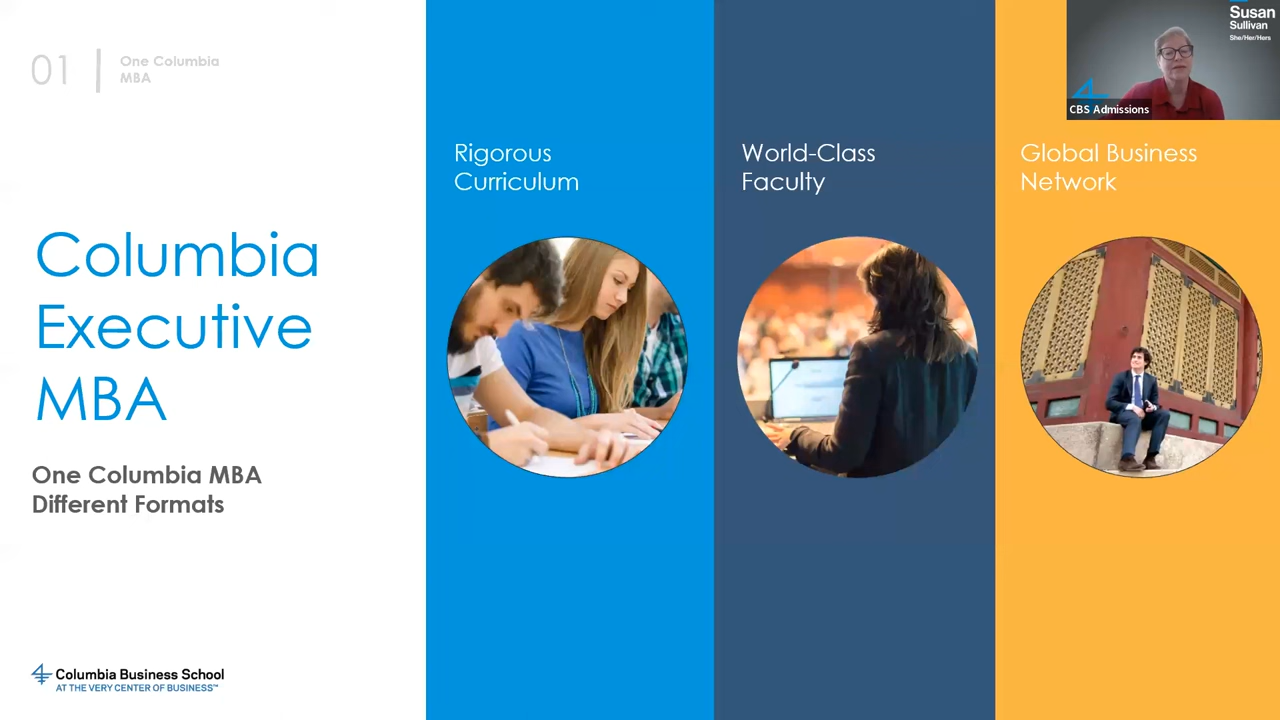 01
One Columbia
MBA
Columbia
Executive
MBA
One Columbia MBA
Different Formats
Columbia Business School
AT THE VERY CENTER OF BUSINESS™
Rigorous
Curriculum
World-Class
Faculty
Global Business
Network
Susan
Sullivan
She/Her/Hers
CBS Admissions